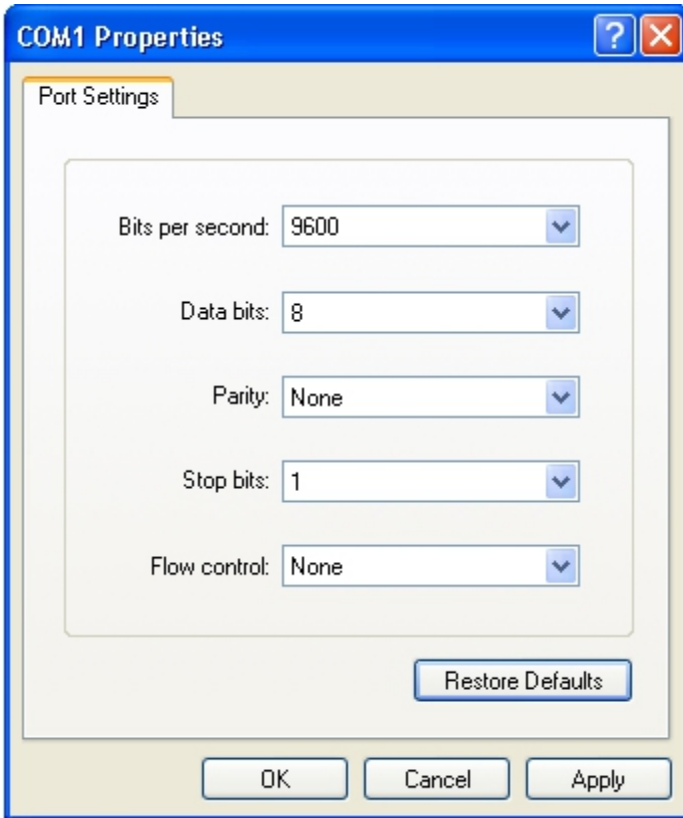 COM1 Properties
?
Port Settings
Bits per second: 9600
Data bits: 8
Parity: None
Stop bits: 1
Flow control: None
Restore Defaults
OK Cancel Apply